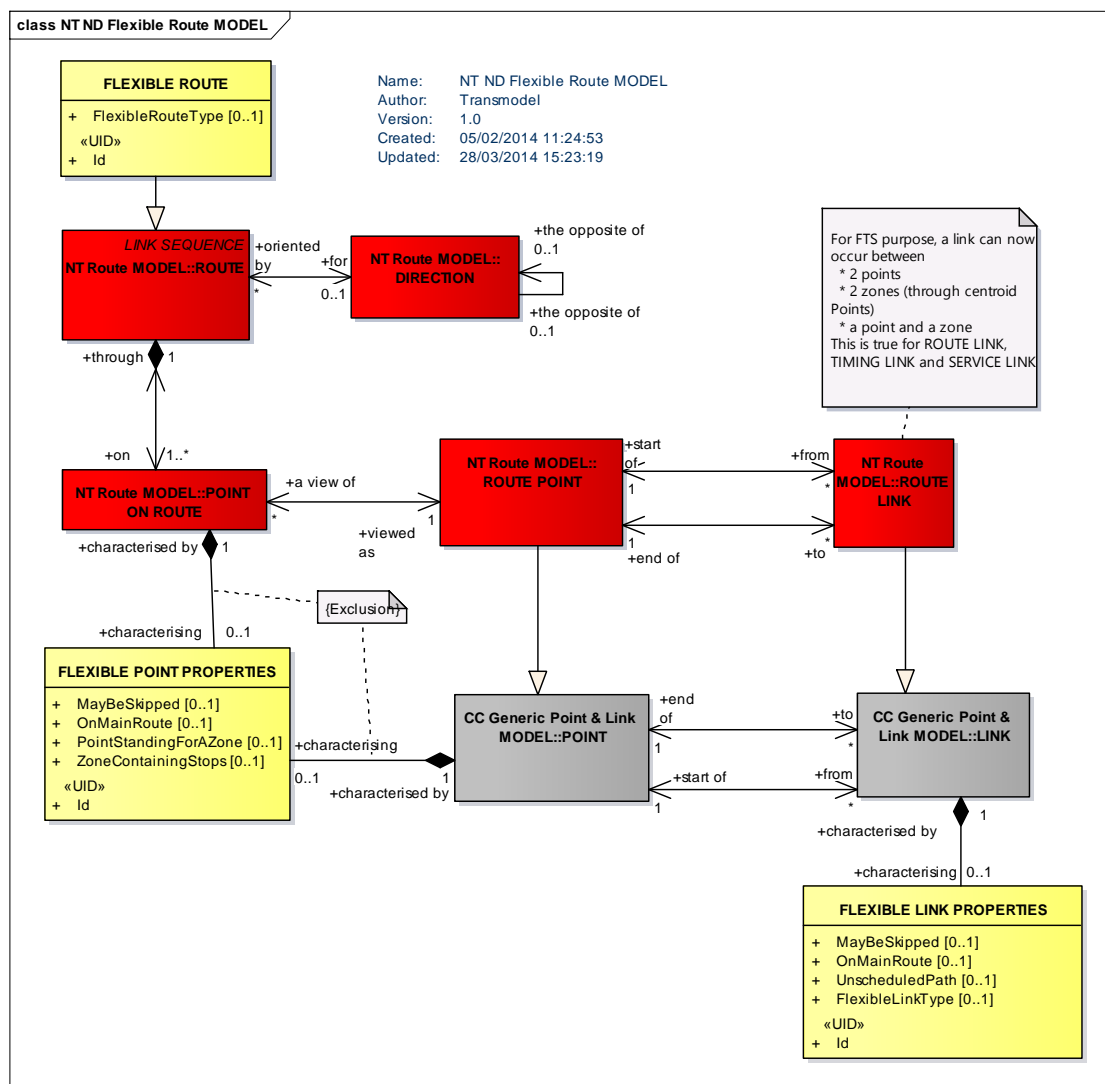 class NT ND Flexible Route MODEL
FLEXIBLE ROUTE
+ FlexibleRouteType [0..1]
«UID»
+ Id
Name: NT ND Flexible Route MODEL
Author: Transmodel
Version: 1.0
Created: 05/02/2014 11:24:53
Updated: 28/03/2014 15:23:19
LINK SEQUENCE
NT Route MODEL::ROUTE
+oriented
by
*
+for
0..1
NT Route MODEL::
DIRECTION
+the opposite of
0..1
+the opposite of
0..1
For FTS purpose, a link can now
occur between
* 2 points
* 2 zones (through centroid
Points)
* a point and a zone
This is true for ROUTE LINK,
TIMING LINK and SERVICE LINK
+through
1
+on
1..*
NT Route MODEL::POINT
ON ROUTE
+a view of
*
+viewed
as
1
NT Route MODEL::
ROUTE POINT
+start
of
1
+from
*
1
+end of
*
+to
NT Route
MODEL::ROUTE
LINK
+characterised by
1
{Exclusion}
+characterising
0..1
FLEXIBLE POINT PROPERTIES
+ MayBeSkipped [0..1]
+ OnMainRoute [0..1]
+ PointStandingForAZone [0..1]
+ ZoneContainingStops [0..1]
«UID»
+ Id
+characterising
0..1
1
+characterised by
CC Generic Point & Link
MODEL::POINT
+end
of
1
+to
*
+start of
1
+from
*
CC Generic Point &
Link MODEL::LINK
+characterised by
1
+characterising
0..1
FLEXIBLE LINK PROPERTIES
+ MayBeSkipped [0..1]
+ OnMainRoute [0..1]
+ UnscheduledPath [0..1]
+ FlexibleLinkType [0..1]
«UID»
+ Id